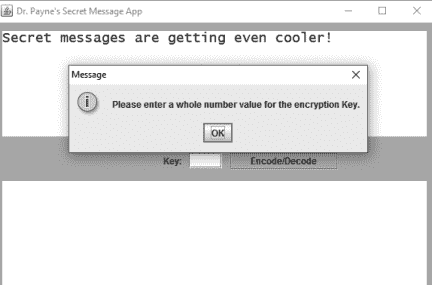 Dr. Payne's Secret Message App
Secret messages are getting even cooler!
Message
Please enter a whole number value for the encryption Key.
OK
Key:
Encode/Decode